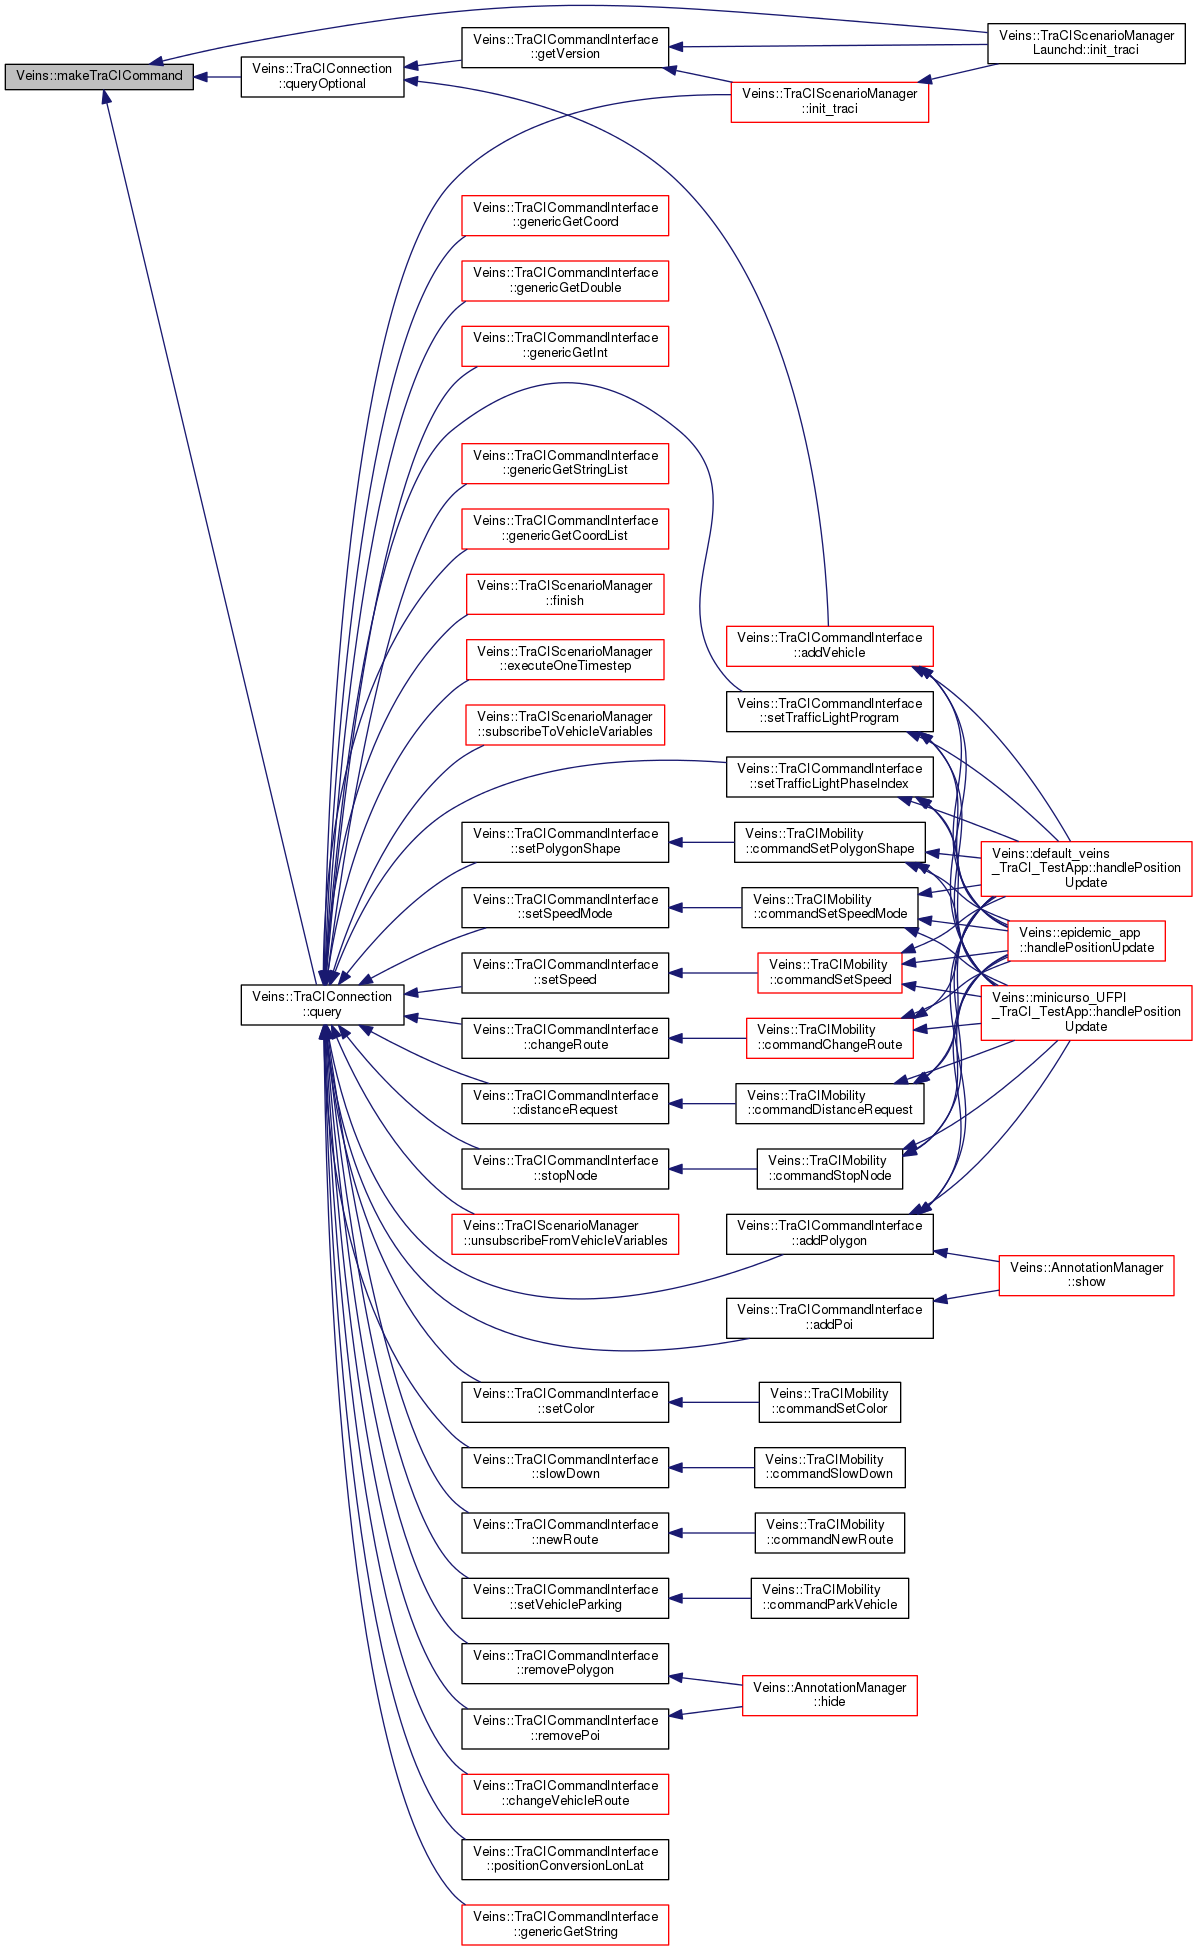 Veins::makeTraCICommand
Veins::TraCIConnection
::queryOptional
Veins::TraCICommandInterface
::getVersion
Veins::TraCIScenarioManager
Launchd::init_traci
Veins::TraCIScenarioManager
::init_traci
Veins::TraCICommandInterface
::genericGetCoord
Veins::TraCICommandInterface
::genericGetDouble
Veins::TraCICommandInterface
::genericGetInt
Veins::TraCICommandInterface
::genericGetStringList
Veins::TraCICommandInterface
::genericGetCoordList
Veins::TraCIScenarioManager
::finish
Veins::TraCICommandInterface
::addVehicle
Veins::TraCIScenarioManager
::executeOneTimestep
Veins::TraCIScenarioManager
::subscribeToVehicleVariables
Veins::TraCICommandInterface
::setTrafficLightProgram
Veins::TraCICommandInterface
::setTrafficLightPhaseIndex
Veins::TraCICommandInterface
::setPolygonShape
Veins::TraCIMobility
::commandSetPolygonShape
Veins::default_veins
_TraCI_TestApp::handlePosition
Update
Veins::TraCICommandInterface
::setSpeedMode
Veins::TraCIMobility
::commandSetSpeedMode
Veins::epidemic_app
::handlePositionUpdate
Veins::TraCICommandInterface
::setSpeed
Veins::TraCIMobility
::commandSetSpeed
Veins::minicurso_UFPI
_TraCI_TestApp::handlePosition
Update
Veins::TraCIConnection
::query
Veins::TraCICommandInterface
::changeRoute
Veins::TraCIMobility
::commandChangeRoute
Veins::TraCICommandInterface
::distanceRequest
Veins::TraCIMobility
::commandDistanceRequest
Veins::TraCICommandInterface
::stopNode
Veins::TraCIMobility
::commandStopNode
Veins::TraCIScenarioManager
::unsubscribeFromVehicleVariables
Veins::TraCICommandInterface
::addPolygon
Veins::AnnotationManager
::show
Veins::TraCICommandInterface
::addPoi
Veins::TraCICommandInterface
::setColor
Veins::TraCIMobility
::commandSetColor
Veins::TraCICommandInterface
::slowDown
Veins::TraCIMobility
::commandSlowDown
Veins::TraCICommandInterface
::newRoute
Veins::TraCIMobility
::commandNewRoute
Veins::TraCICommandInterface
::setVehicleParking
Veins::TraCIMobility
::commandParkVehicle
Veins::TraCICommandInterface
::removePolygon
Veins::AnnotationManager
::hide
Veins::TraCICommandInterface
::removePoi
Veins::TraCICommandInterface
::changeVehicleRoute
Veins::TraCICommandInterface
::positionConversionLonLat
Veins::TraCICommandInterface
::genericGetString